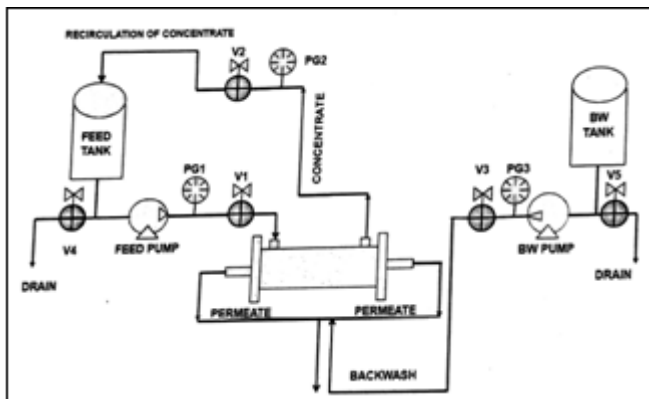 RECIRCULATION OF CONCENTRATE
V2
PG2
FEED
TANK
CONCENTRATE
BW
TANK
PG1
V1
V3
PG3
V5
V4
FEED PUMP
BW PUMP
DRAIN
DRAIN
PERMEATE
PERMEATE
BACKWASH